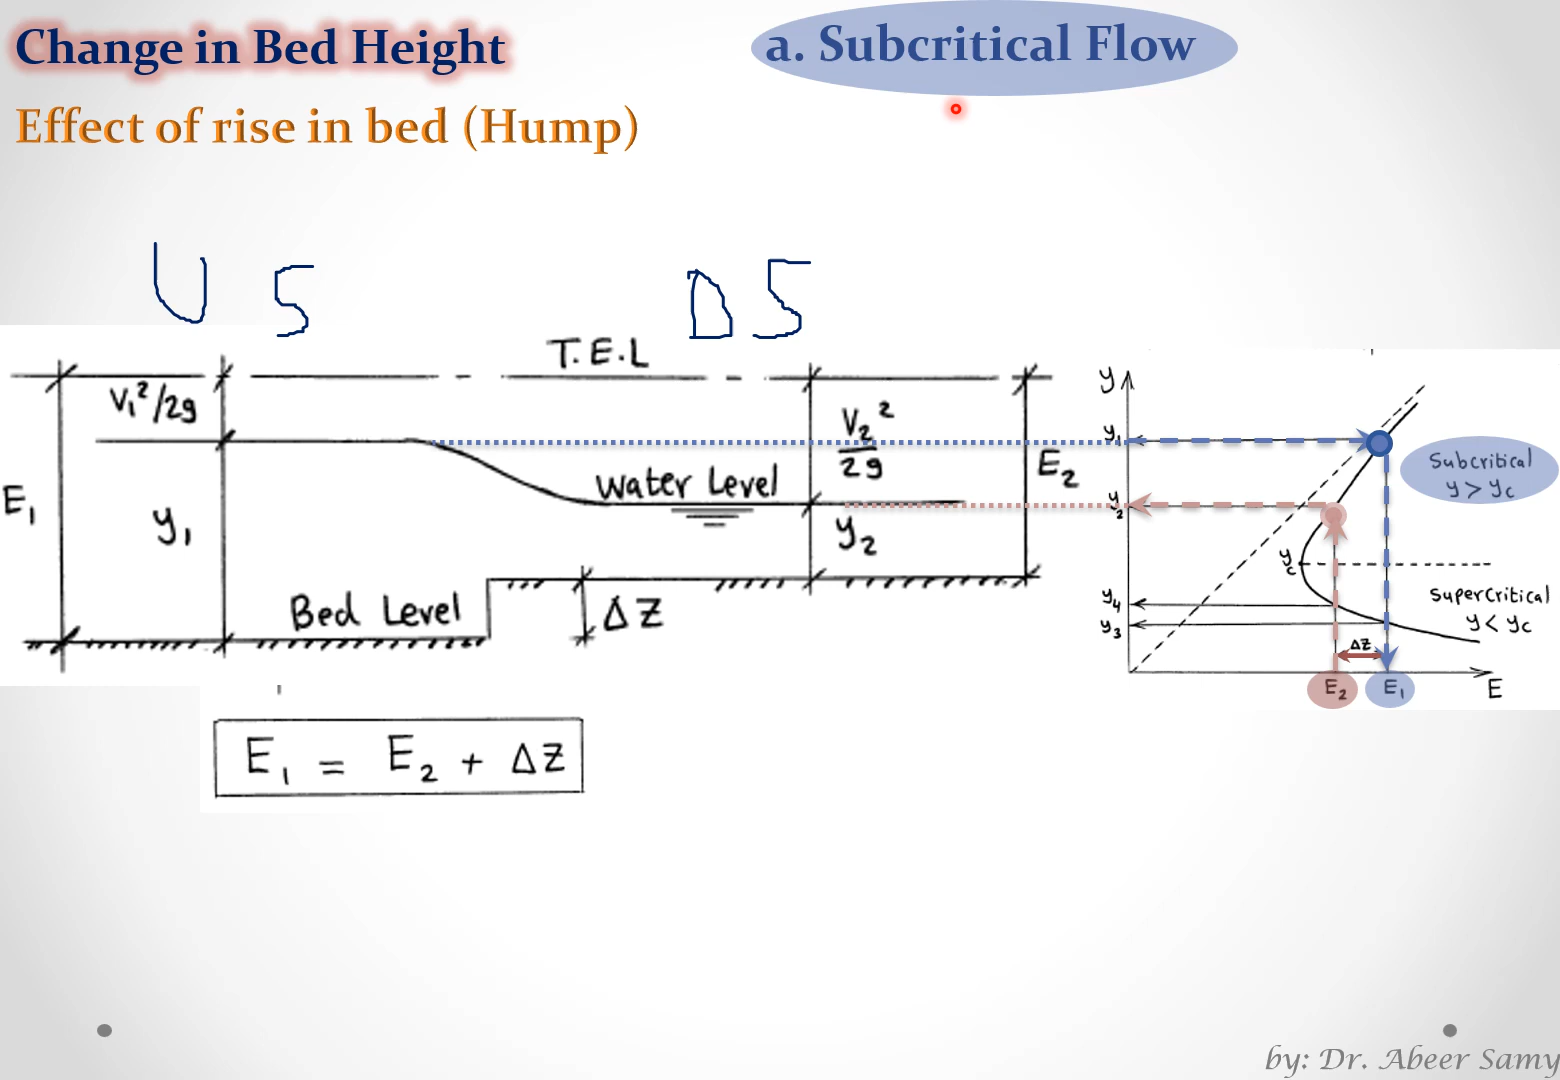 Change in Bed Height
a. Subcritical Flow
Effect of rise in bed (Hump)
U S
D S
T.E.L
V₁²/2g
V₂²/2g
E₁
y₁
Water Level
E₂
y₂
Bed Level
ΔZ
E₁ = E₂ + ΔZ
y
y₁
Subcritical
y > yc
y₂
yc
Supercritical
y < yc
y₄
y₃
ΔZ
E₂
E₁
E
by: Dr. Abeer Samy